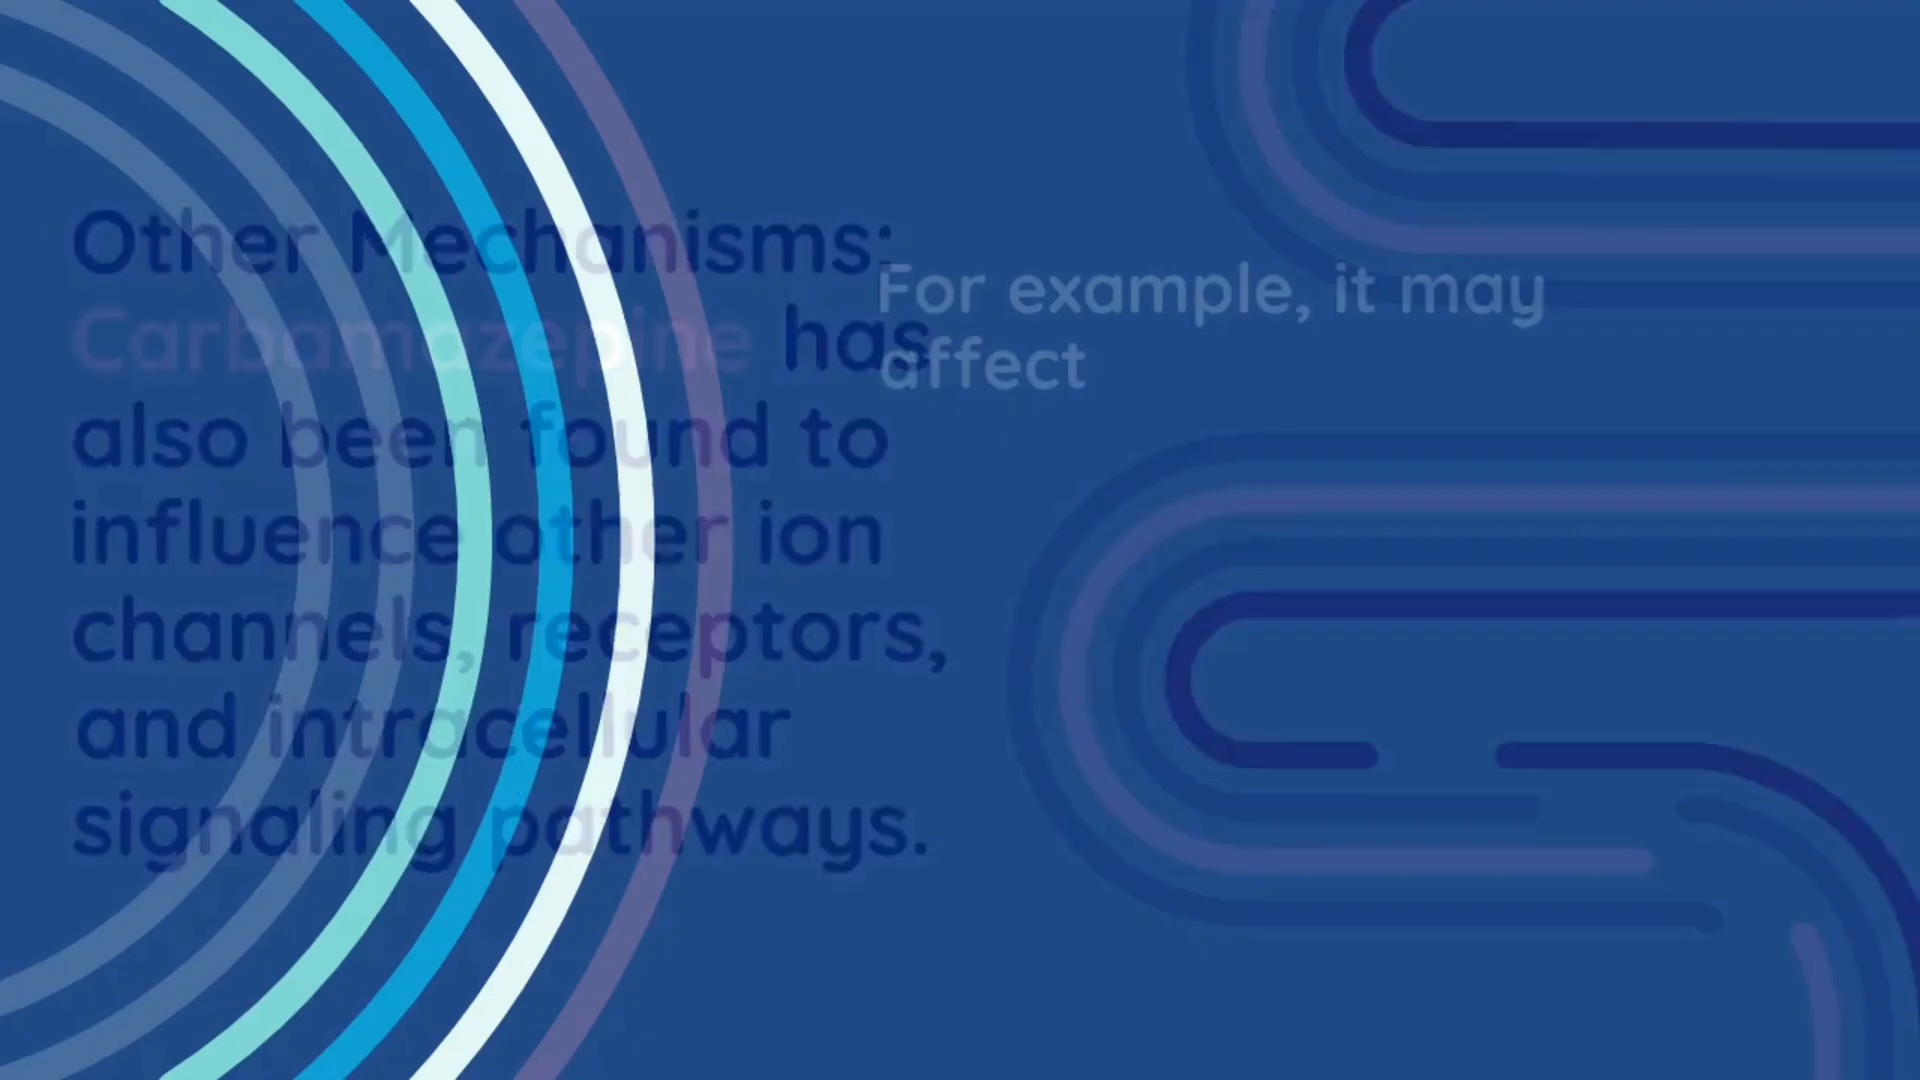 Other Mechanisms:
Carbamazepine has
also been found to
influence other ion
channels, receptors,
and intracellular
signaling pathways.
For example, it may
affect